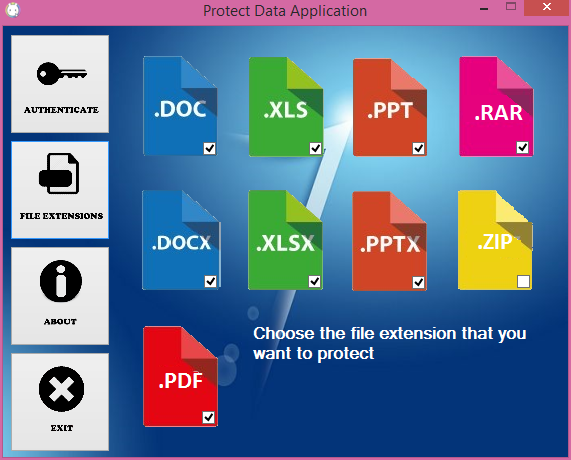 Protect Data Application
AUTHENTICATE
FILE EXTENSIONS
ABOUT
EXIT
.DOC
.XLS
.PPT
.RAR
.DOCX
.XLSX
.PPTX
.ZIP
.PDF
Choose the file extension that you
want to protect